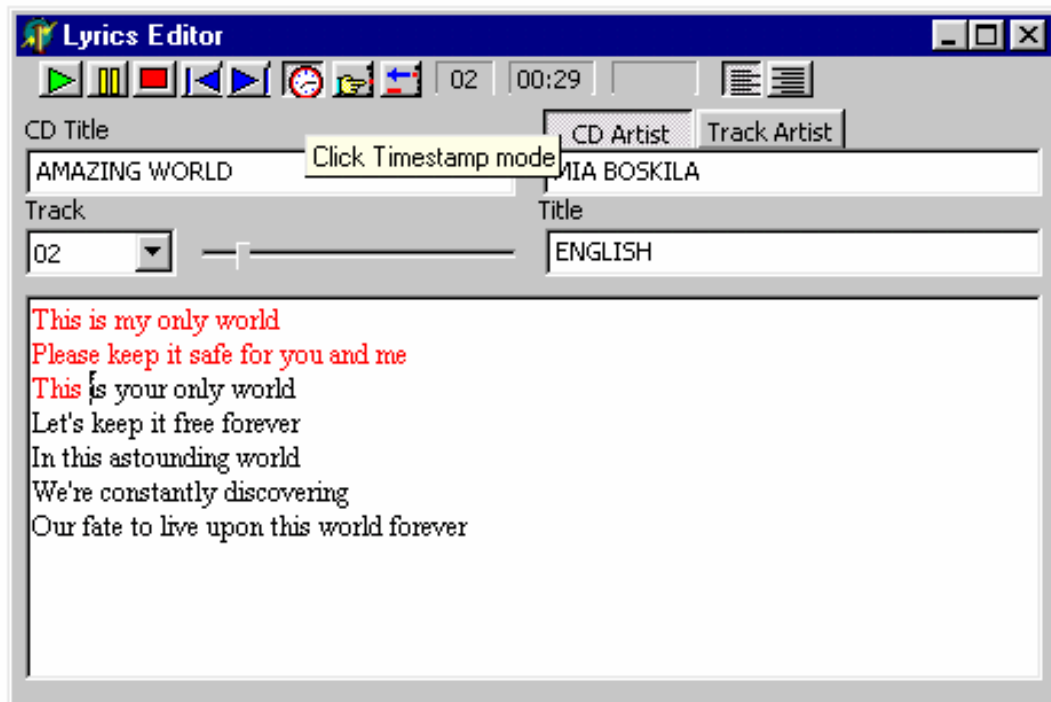 Lyrics Editor
02 00:29
CD Title
CD Artist Track Artist
Click Timestamp mode
AMAZING WORLD
MIA BOSKILA
Track
Title
02
ENGLISH
This is my only world
Please keep it safe for you and me
This is your only world
Let's keep it free forever
In this astounding world
We're constantly discovering
Our fate to live upon this world forever